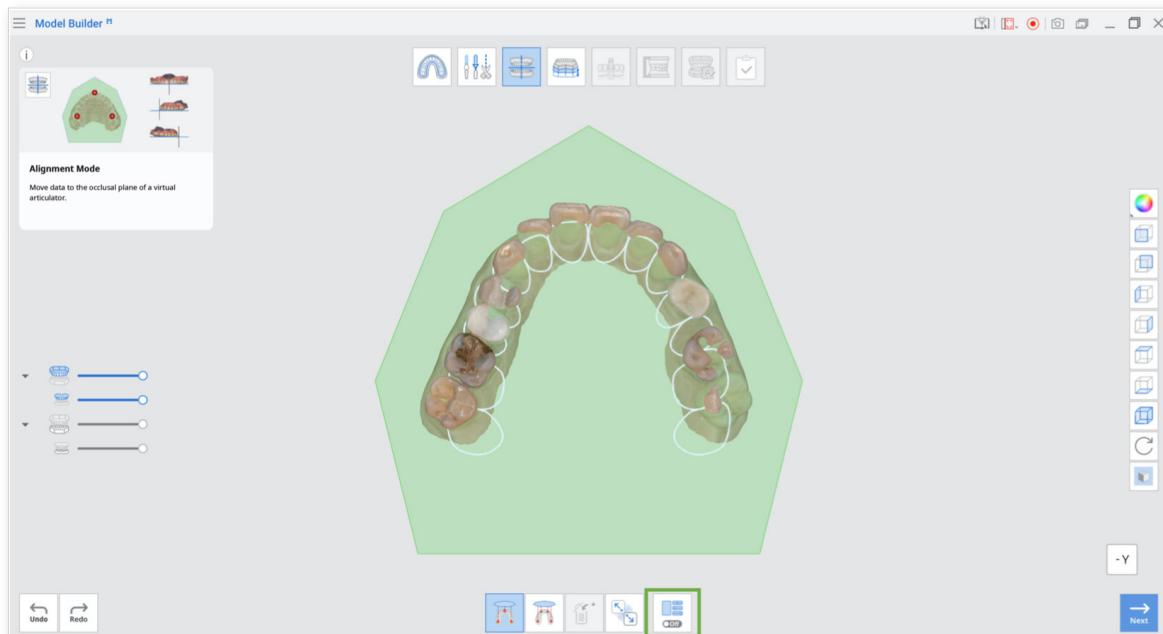 Model Builder
i
Alignment Mode
Move data to the occlusal plane of a virtual
articulator.
- Y
Undo
Redo
Off
Next